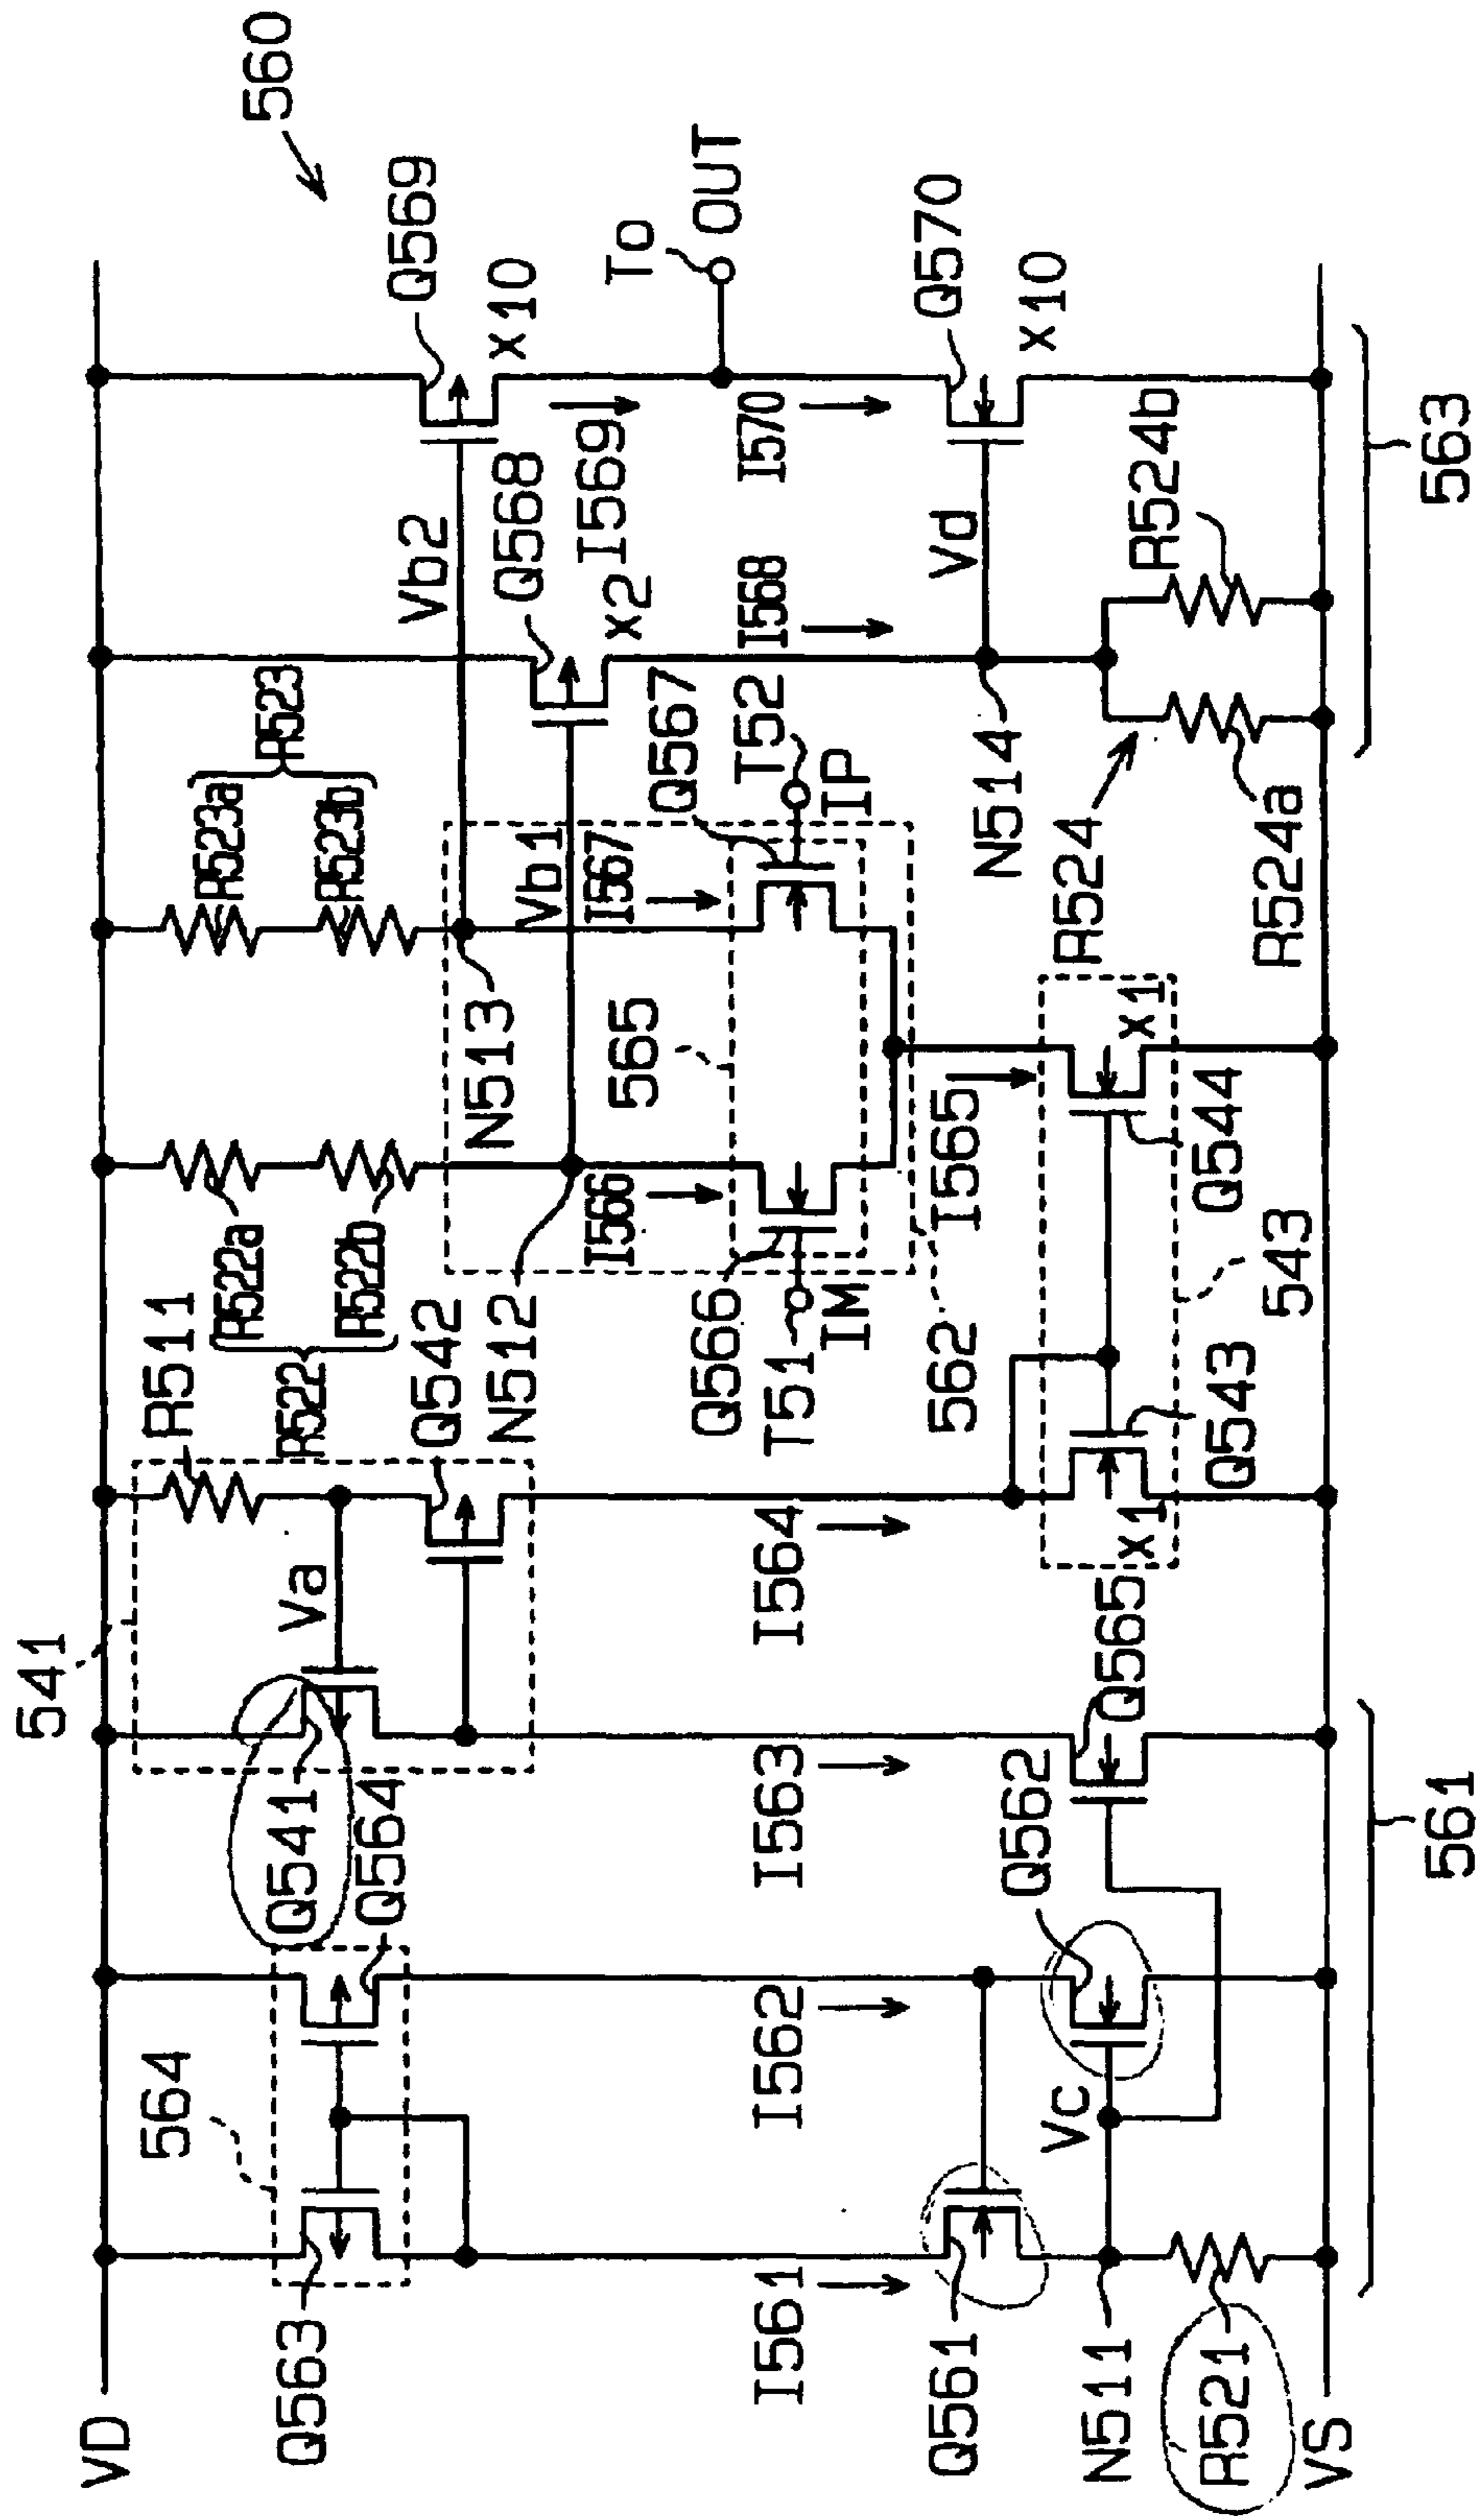 560
541
VD
VS
564
Q563
Q564
Q541
Va
R511
R522a
R522b
R522
Q542
N512
R523a
R523b
R523
N513
Vb1
Vb2
Q569
x10
Q568
x2
I569
TO
OUT
I570
Q570
x10
I568
Vd
R524b
N514
R524
R524a
563
Q567
T52
IP
I567
565
I566
Q566
T51
IM
562
I565
x1
Q544
543
Q543
x1
I564
Q565
I563
Q562
I562
Vc
I561
Q561
N511
R521
561